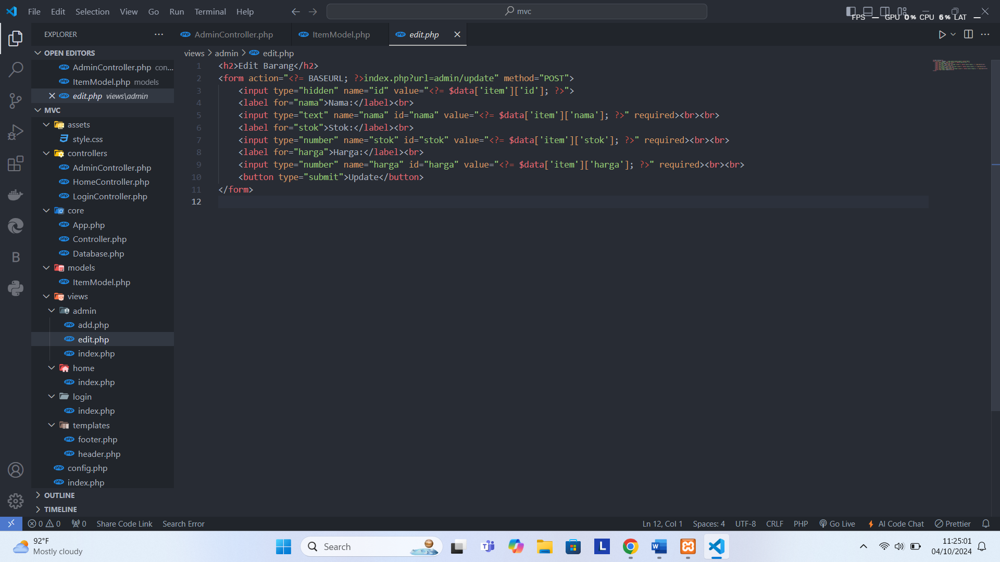 File Edit Selection View Go Run Terminal Help
mvc
FPS GPU 0% CPU 6% LAT
EXPLORER
OPEN EDITORS
AdminController.php con...
ItemModel.php models
edit.php views\admin
MVC
assets
style.css
controllers
AdminController.php
HomeController.php
LoginController.php
core
App.php
Controller.php
Database.php
models
ItemModel.php
views
admin
add.php
edit.php
index.php
home
index.php
login
index.php
templates
footer.php
header.php
config.php
index.php
OUTLINE
TIMELINE
AdminController.php ItemModel.php edit.php
views > admin > edit.php
1 <h2>Edit Barang</h2>
2 <form action="<?= BASEURL; ?>index.php?url=admin/update" method="POST">
3 <input type="hidden" name="id" value="<?= $data['item']['id']; ?>">
4 <label for="nama">Nama:</label><br>
5 <input type="text" name="nama" id="nama" value="<?= $data['item']['nama']; ?>" required><br><br>
6 <label for="stok">Stok:</label><br>
7 <input type="number" name="stok" id="stok" value="<?= $data['item']['stok']; ?>" required><br><br>
8 <label for="harga">Harga:</label><br>
9 <input type="number" name="harga" id="harga" value="<?= $data['item']['harga']; ?>" required><br><br>
10 <button type="submit">Update</button>
11 </form>
12
0 0 0 Share Code Link Search Error
Ln 12, Col 1 Spaces: 4 UTF-8 CRLF PHP Go Live AI Code Chat Prettier
92°F
Mostly cloudy
Search
11:25:01
04/10/2024